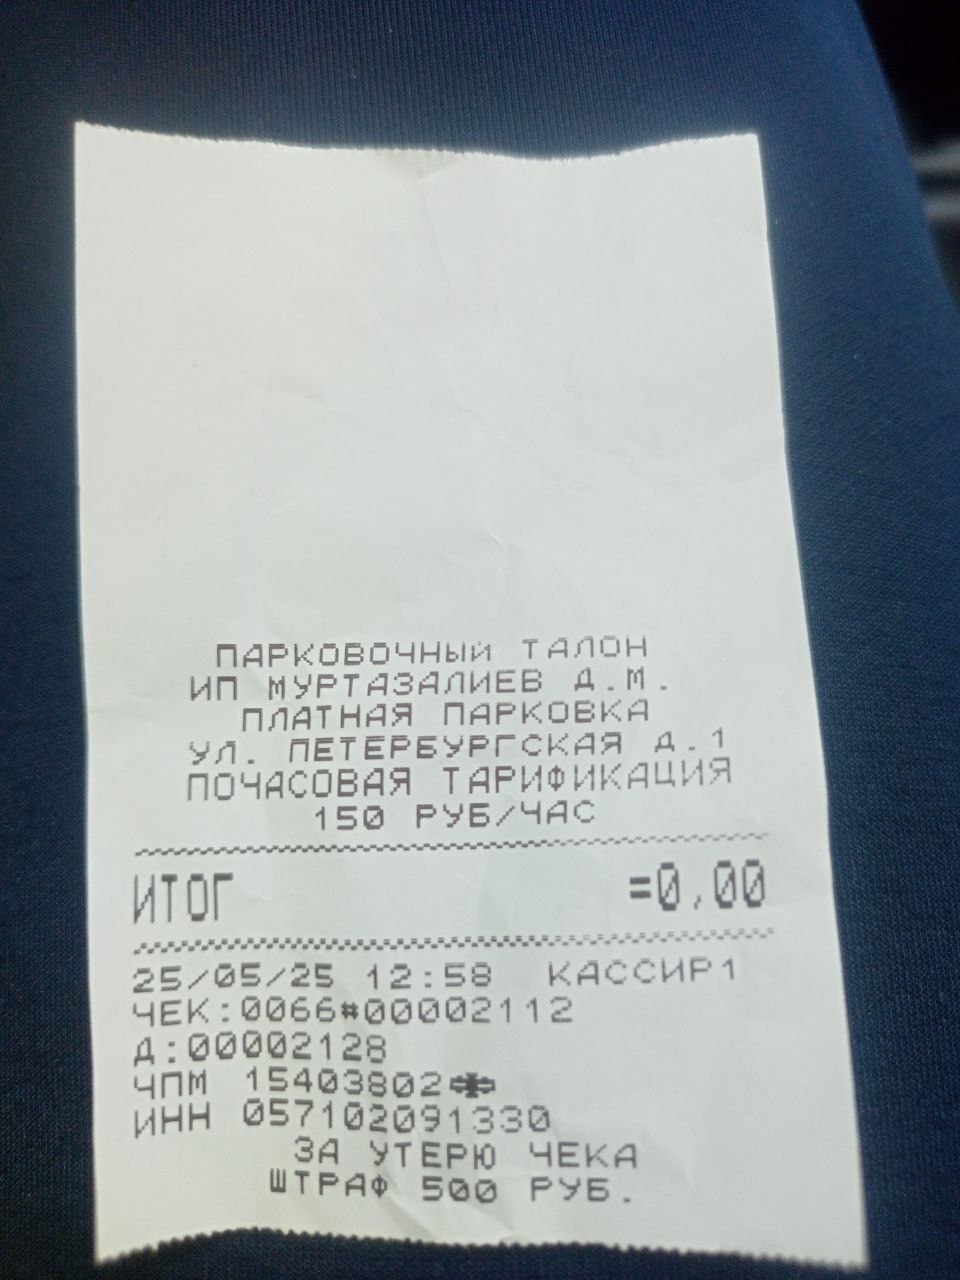 ПАРКОВОЧНЫЙ ТАЛОН
ИП МУРТАЗАЛИЕВ Д.М.
ПЛАТНАЯ ПАРКОВКА
УЛ. ПЕТЕРБУРГСКАЯ Д.1
ПОЧАСОВАЯ ТАРИФИКАЦИЯ
150 РУБ/ЧАС
ИТОГ =0,00
25/05/25 12:58 КАССИР1
ЧЕК:0066#00002112
Д:00002128
ЧПМ 15403802
ИНН 057102091330
ЗА УТЕРЮ ЧЕКА
ШТРАФ 500 РУБ.